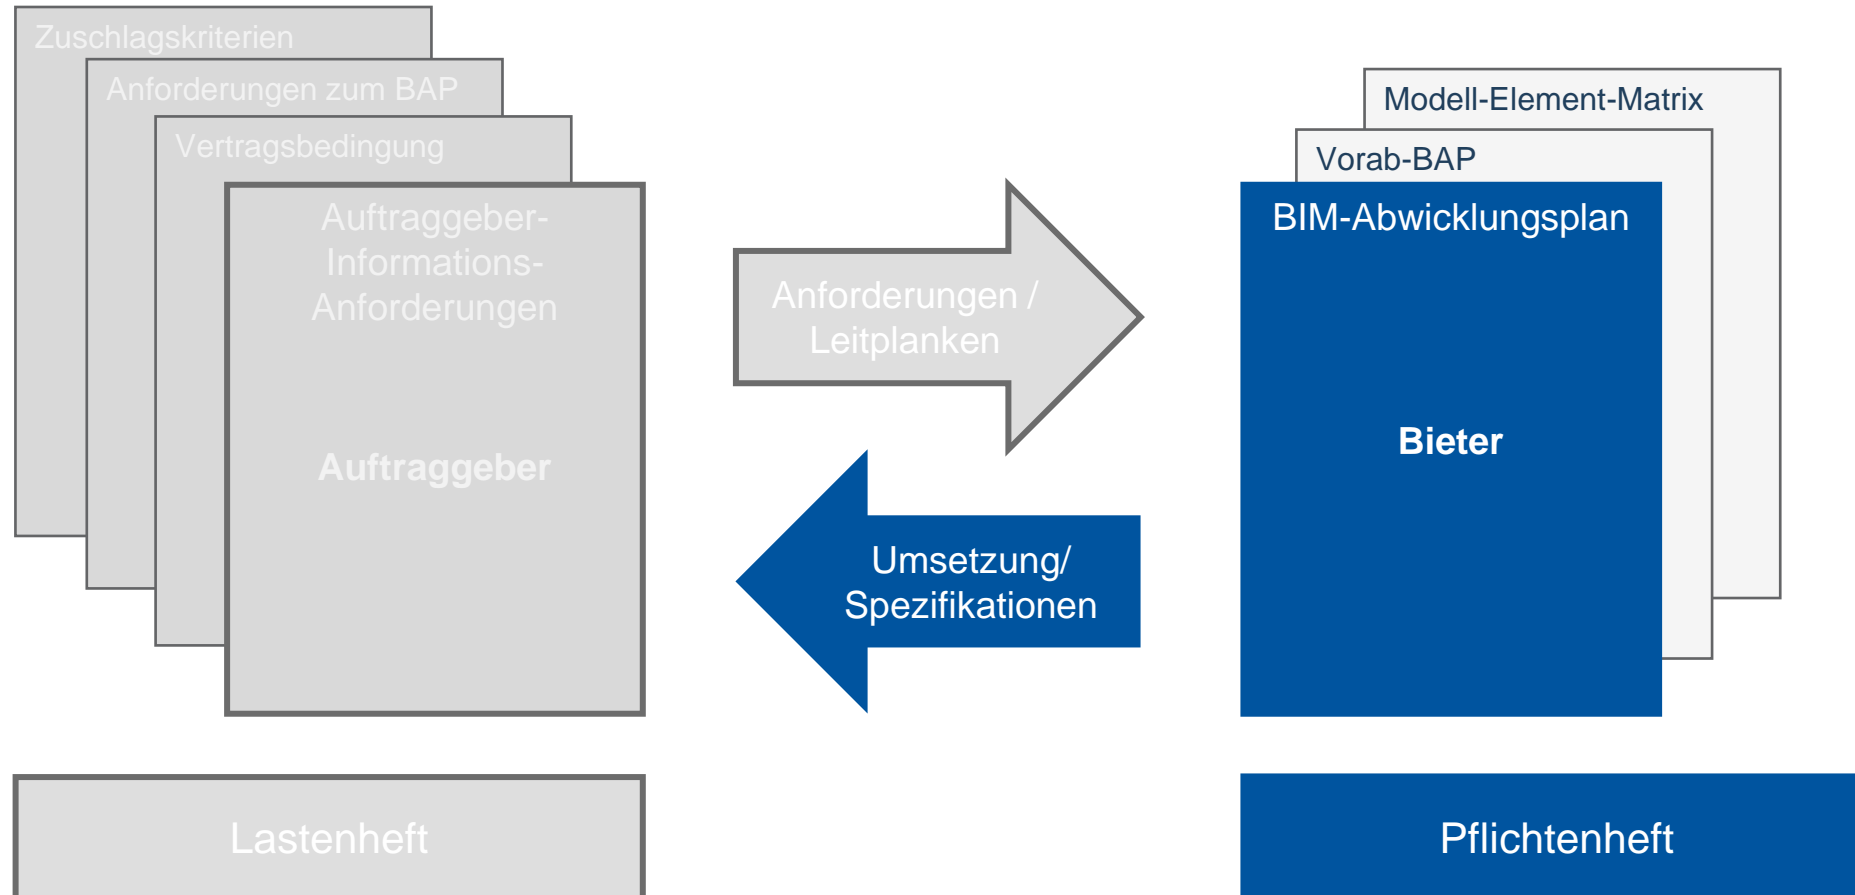 Zuschlagskriterien
Anforderungen zum BAP
Vertragsbedingung
Auftraggeber-
Informations-
Anforderungen
Auftraggeber
Anforderungen /
Leitplanken
Umsetzung/
Spezifikationen
Modell-Element-Matrix
Vorab-BAP
BIM-Abwicklungsplan
Bieter
Lastenheft
Pflichtenheft